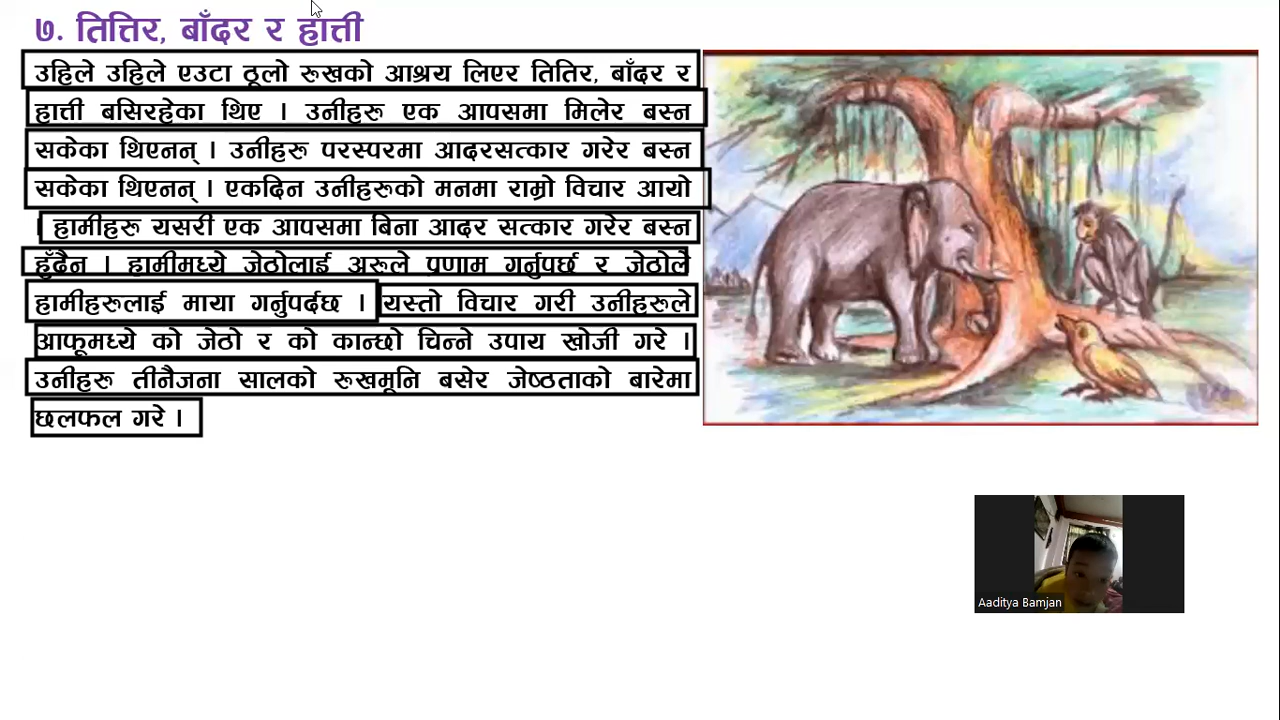 ७. तित्तिर, बाँदर र हात्ती
उहिले उहिले एउटा ठूलो रुखको आश्रय लिएर तितिर, बाँदर र
हात्ती बसिरहेका थिए । उनीहरू एक आपसमा मिलेर बस्न
सकेका थिएनन् । उनीहरू परस्परमा आदरसत्कार गरेर बस्न
सकेका थिएनन् । एकदिन उनीहरूको मनमा राम्रो विचार आयो
। हामीहरू यसरी एक आपसमा बिना आदर सत्कार गरेर बस्न
हुँदैन । हामीमध्ये जेठोलाई अरूले प्रणाम गर्नुपर्छ र जेठोले
हामीहरुलाई माया गर्नुपर्दछ । यस्तो विचार गरी उनीहरुले
आफूमध्ये को जेठो र को कान्छो चिन्ने उपाय खोजी गरे ।
उनीहरु तीनैजना सालको रुखमूनि बसेर जेष्ठताको बारेमा
छलफल गरे ।
Aaditya Bamjan